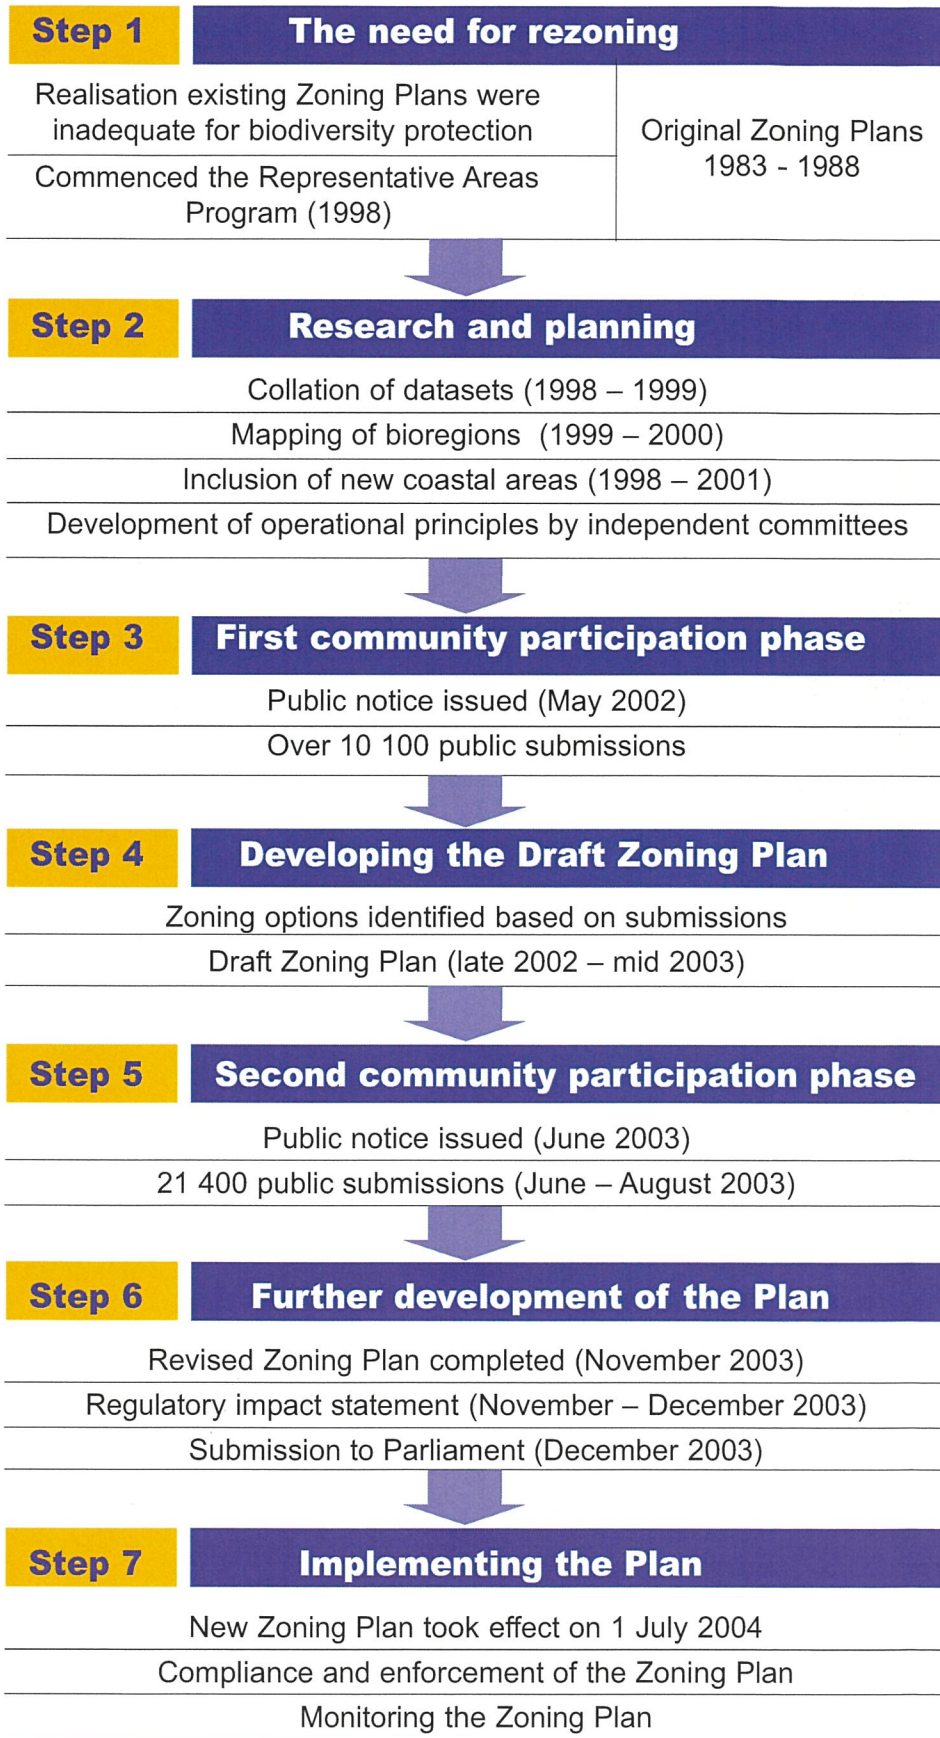 Step 1
The need for rezoning
Realisation existing Zoning Plans were
inadequate for biodiversity protection
Commenced the Representative Areas
Program (1998)
Original Zoning Plans
1983 - 1988
Step 2
Research and planning
Collation of datasets (1998 – 1999)
Mapping of bioregions (1999 – 2000)
Inclusion of new coastal areas (1998 – 2001)
Development of operational principles by independent committees
Step 3
First community participation phase
Public notice issued (May 2002)
Over 10 100 public submissions
Step 4
Developing the Draft Zoning Plan
Zoning options identified based on submissions
Draft Zoning Plan (late 2002 – mid 2003)
Step 5
Second community participation phase
Public notice issued (June 2003)
21 400 public submissions (June – August 2003)
Step 6
Further development of the Plan
Revised Zoning Plan completed (November 2003)
Regulatory impact statement (November – December 2003)
Submission to Parliament (December 2003)
Step 7
Implementing the Plan
New Zoning Plan took effect on 1 July 2004
Compliance and enforcement of the Zoning Plan
Monitoring the Zoning Plan